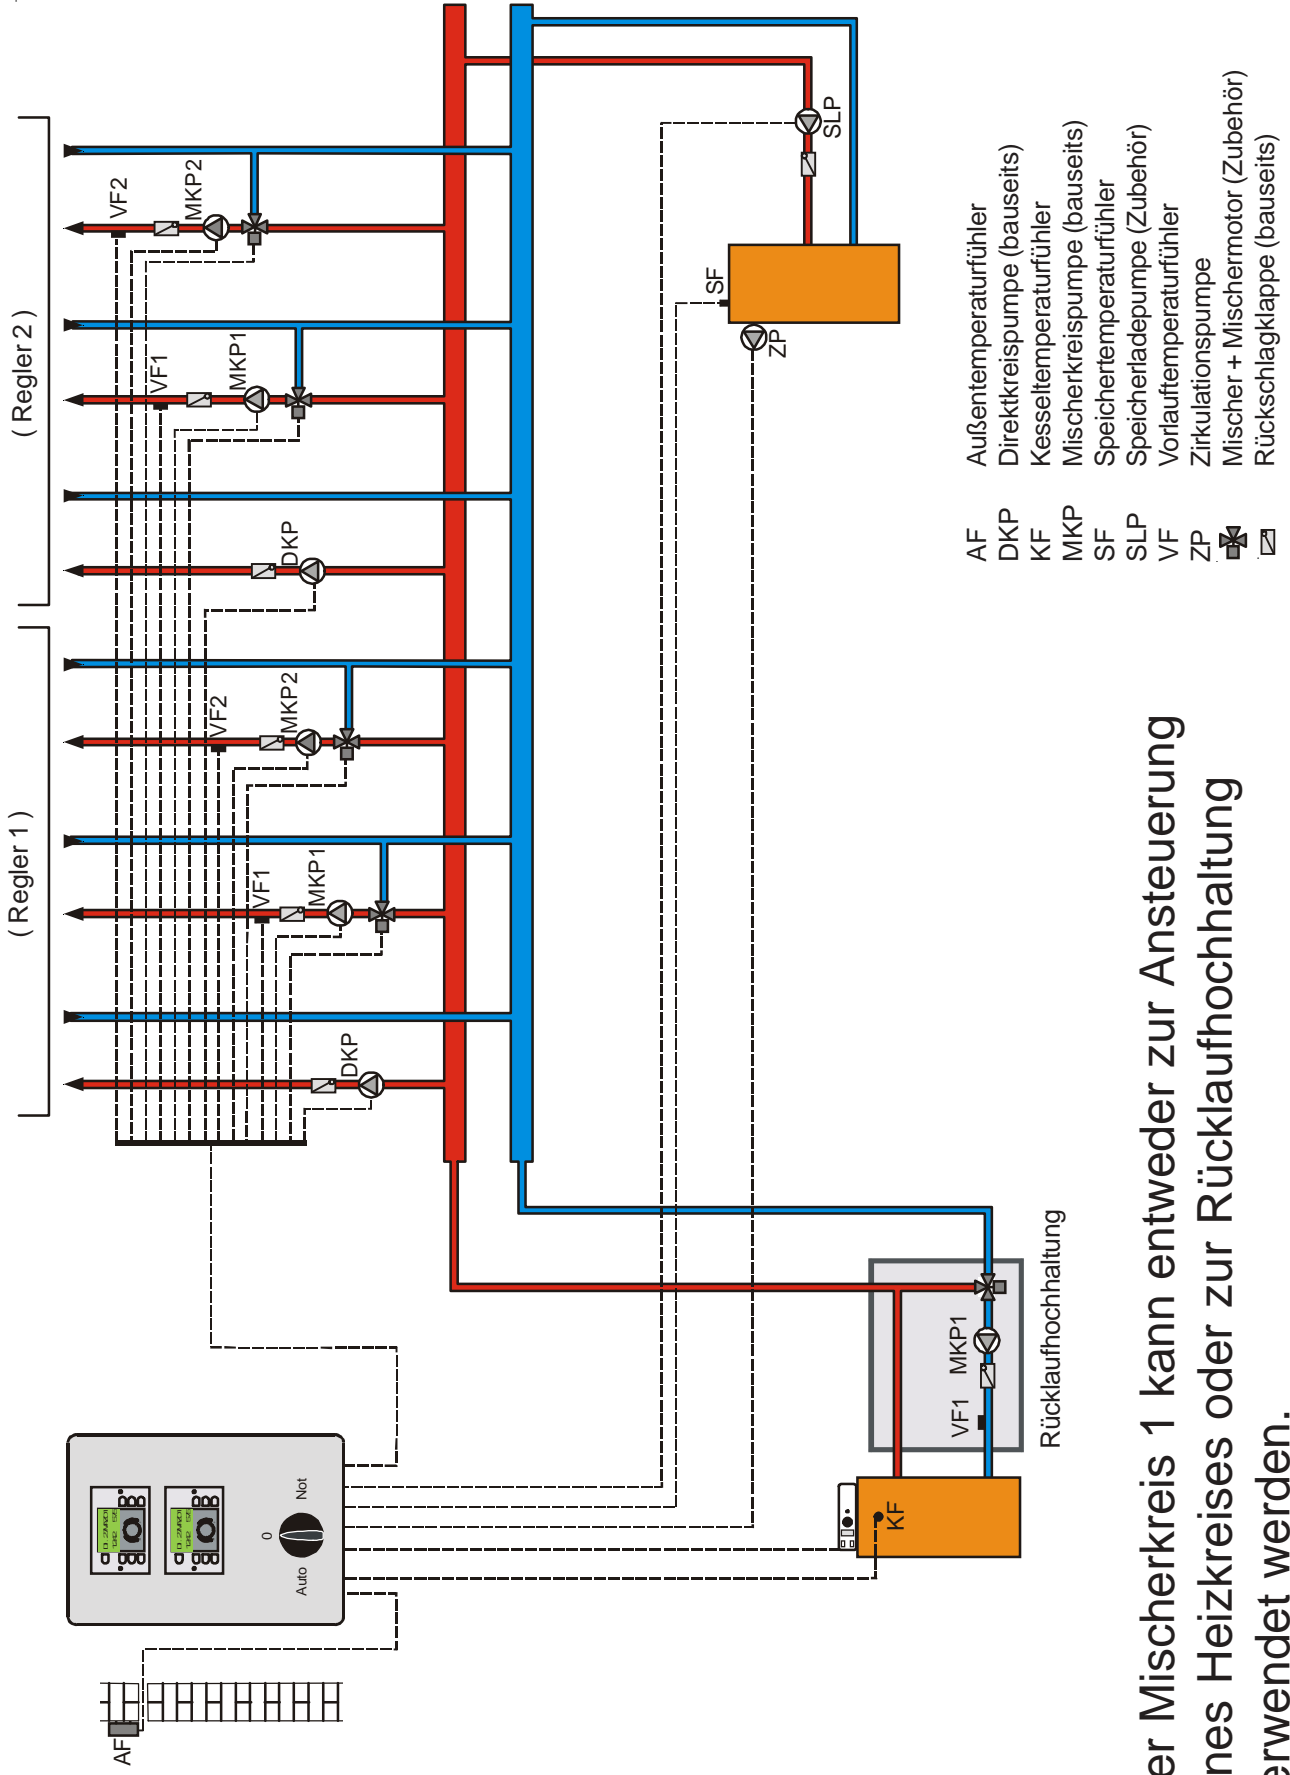 ( Regler 1 )
( Regler 2 )
DKP
VF1
MKP1
VF2
MKP2
DKP
VF1
MKP1
VF2
MKP2
AF
Auto
0
Not
KF
VF1
MKP1
Rücklaufhochhaltung
SF
ZP
SLP
AF Außentemperaturfühler
DKP Direktkreispumpe (bauseits)
KF Kesseltemperaturfühler
MKP Mischerkreispumpe (bauseits)
SF Speichertemperaturfühler
SLP Speicherladepumpe (Zubehör)
VF Vorlauftemperaturfühler
ZP Zirkulationspumpe
Mischer + Mischermotor (Zubehör)
Rückschlagklappe (bauseits)
er Mischerkreis 1 kann entweder zur Ansteuerung
nes Heizkreises oder zur Rücklaufhochhaltung
erwendet werden.